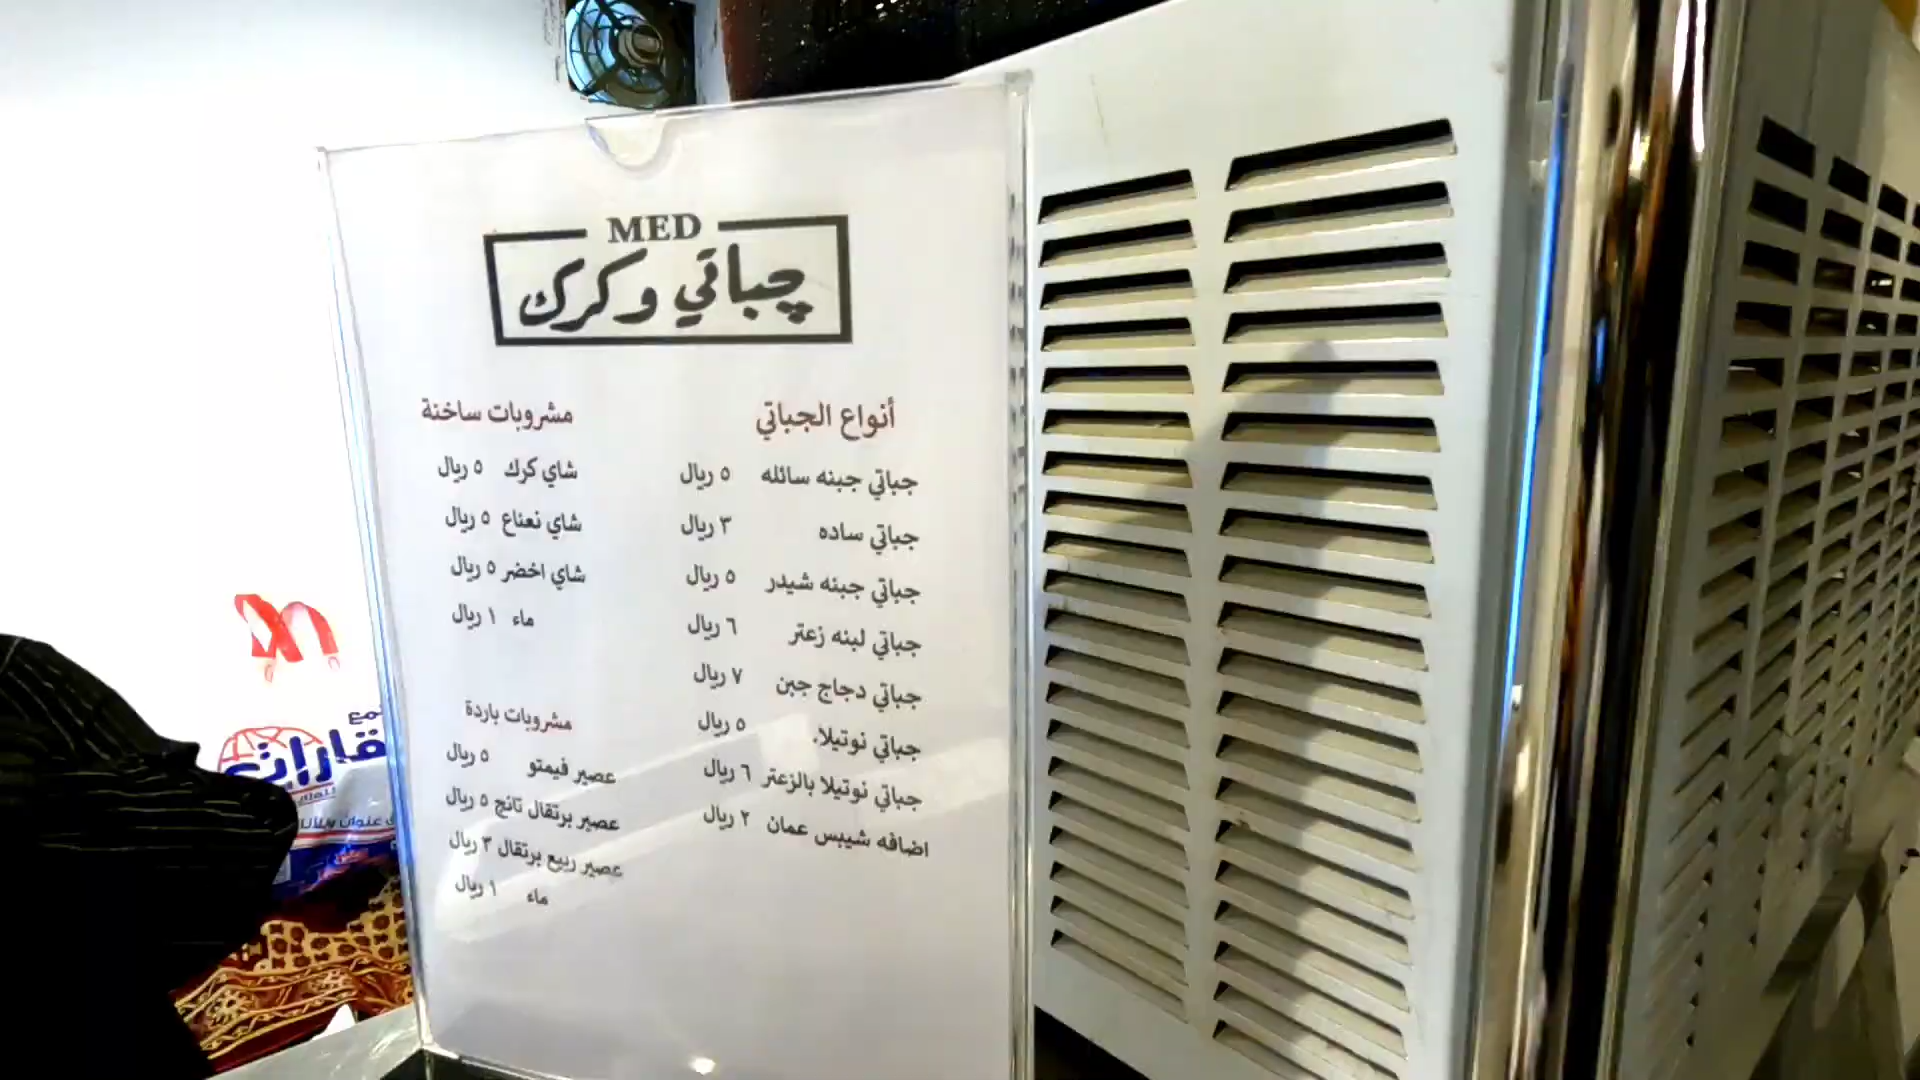 MED
چباتي وكرك
أنواع الجباتي
جباتي جبنه سائله ٥ ريال
جباتي ساده ٣ ريال
جباتي جبنه شيدر ٥ ريال
جباتي لبنه زعتر ٦ ريال
جباتي دجاج جبن ٧ ريال
جباتي نوتيلا. ٥ ريال
جباتي نوتيلا بالزعتر ٦ ريال
اضافه شيبس عمان ٢ ريال
مشروبات ساخنة
شاي كرك ٥ ريال
شاي نعناع ٥ ريال
شاي اخضر ٥ ريال
ماء ١ ريال
مشروبات باردة
عصير فيمتو ٥ ريال
عصير برتقال تانج ٥ ريال
عصير ربيع برتقال ٣ ريال
ماء ١ ريال